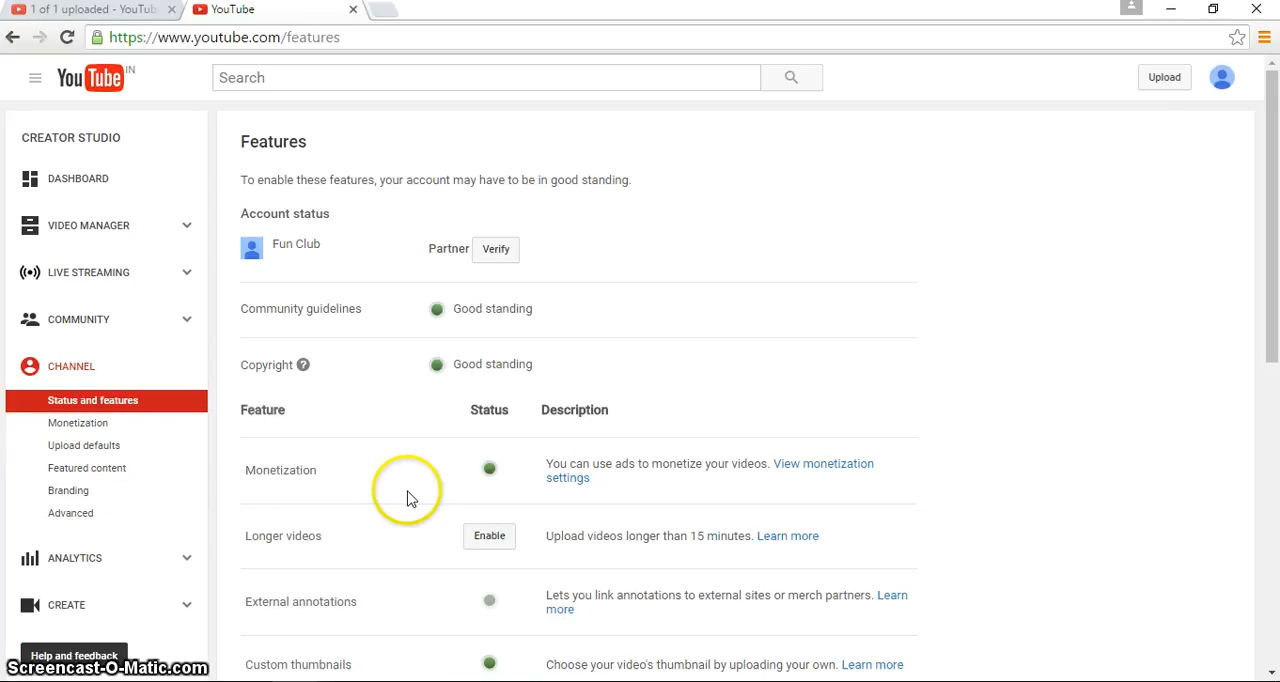 1 of 1 uploaded - YouTub
YouTube
https://www.youtube.com/features
YouTube IN
Search
Upload
CREATOR STUDIO
DASHBOARD
VIDEO MANAGER
LIVE STREAMING
COMMUNITY
CHANNEL
Status and features
Monetization
Upload defaults
Featured content
Branding
Advanced
ANALYTICS
CREATE
Help and feedback
Features
To enable these features, your account may have to be in good standing.
Account status
Fun Club
Partner Verify
Community guidelines Good standing
Copyright ? Good standing
Feature Status Description
Monetization
You can use ads to monetize your videos. View monetization
settings
Longer videos Enable Upload videos longer than 15 minutes. Learn more
External annotations
Lets you link annotations to external sites or merch partners. Learn
more
Custom thumbnails Choose your video's thumbnail by uploading your own. Learn more
Screencast-O-Matic.com